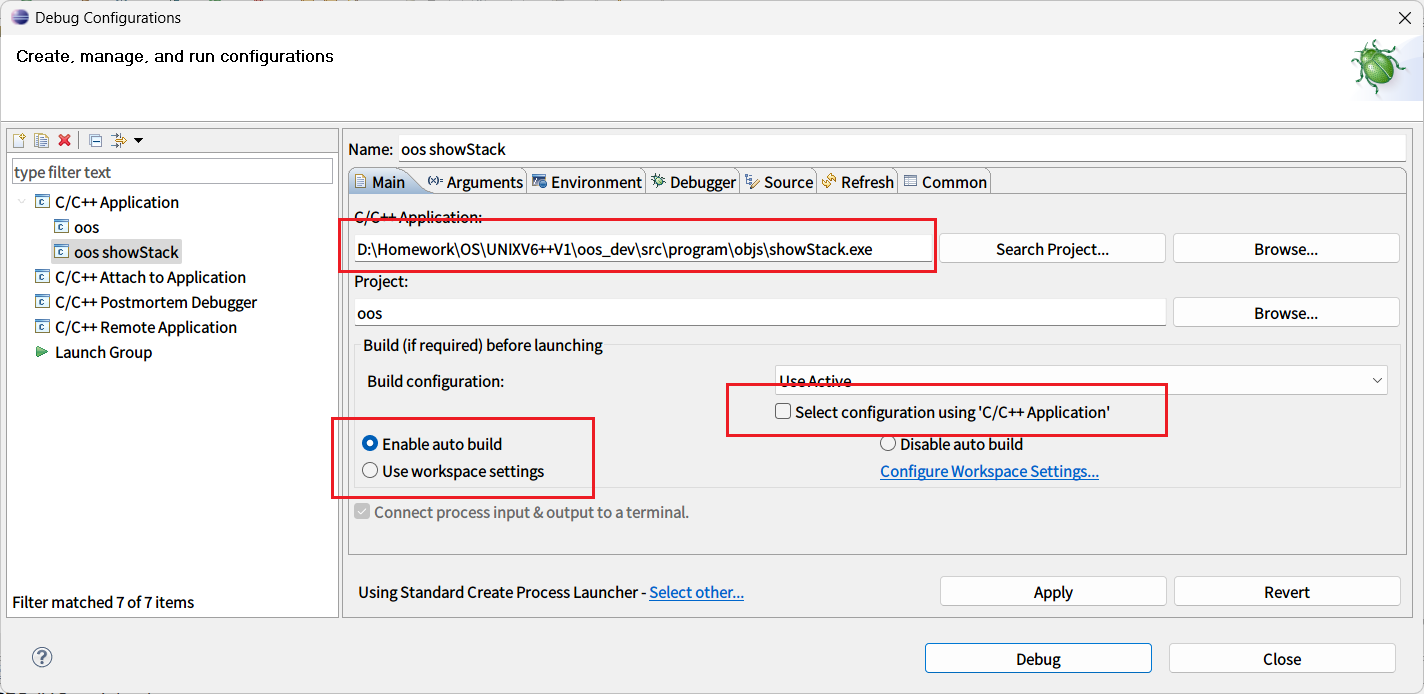 Debug Configurations
Create, manage, and run configurations
type filter text
C/C++ Application
oos
oos showStack
C/C++ Attach to Application
C/C++ Postmortem Debugger
C/C++ Remote Application
Launch Group
Filter matched 7 of 7 items
Name: oos showStack
Main (x)= Arguments Environment Debugger Source Refresh Common
C/C++ Application:
D:\Homework\OS\UNIXV6++V1\oos_dev\src\program\objs\showStack.exe Search Project... Browse...
Project:
oos Browse...
Build (if required) before launching
Build configuration: Use Active
Select configuration using 'C/C++ Application'
Enable auto build Disable auto build
Use workspace settings Configure Workspace Settings...
Connect process input & output to a terminal.
Using Standard Create Process Launcher - Select other... Apply Revert
? Debug Close